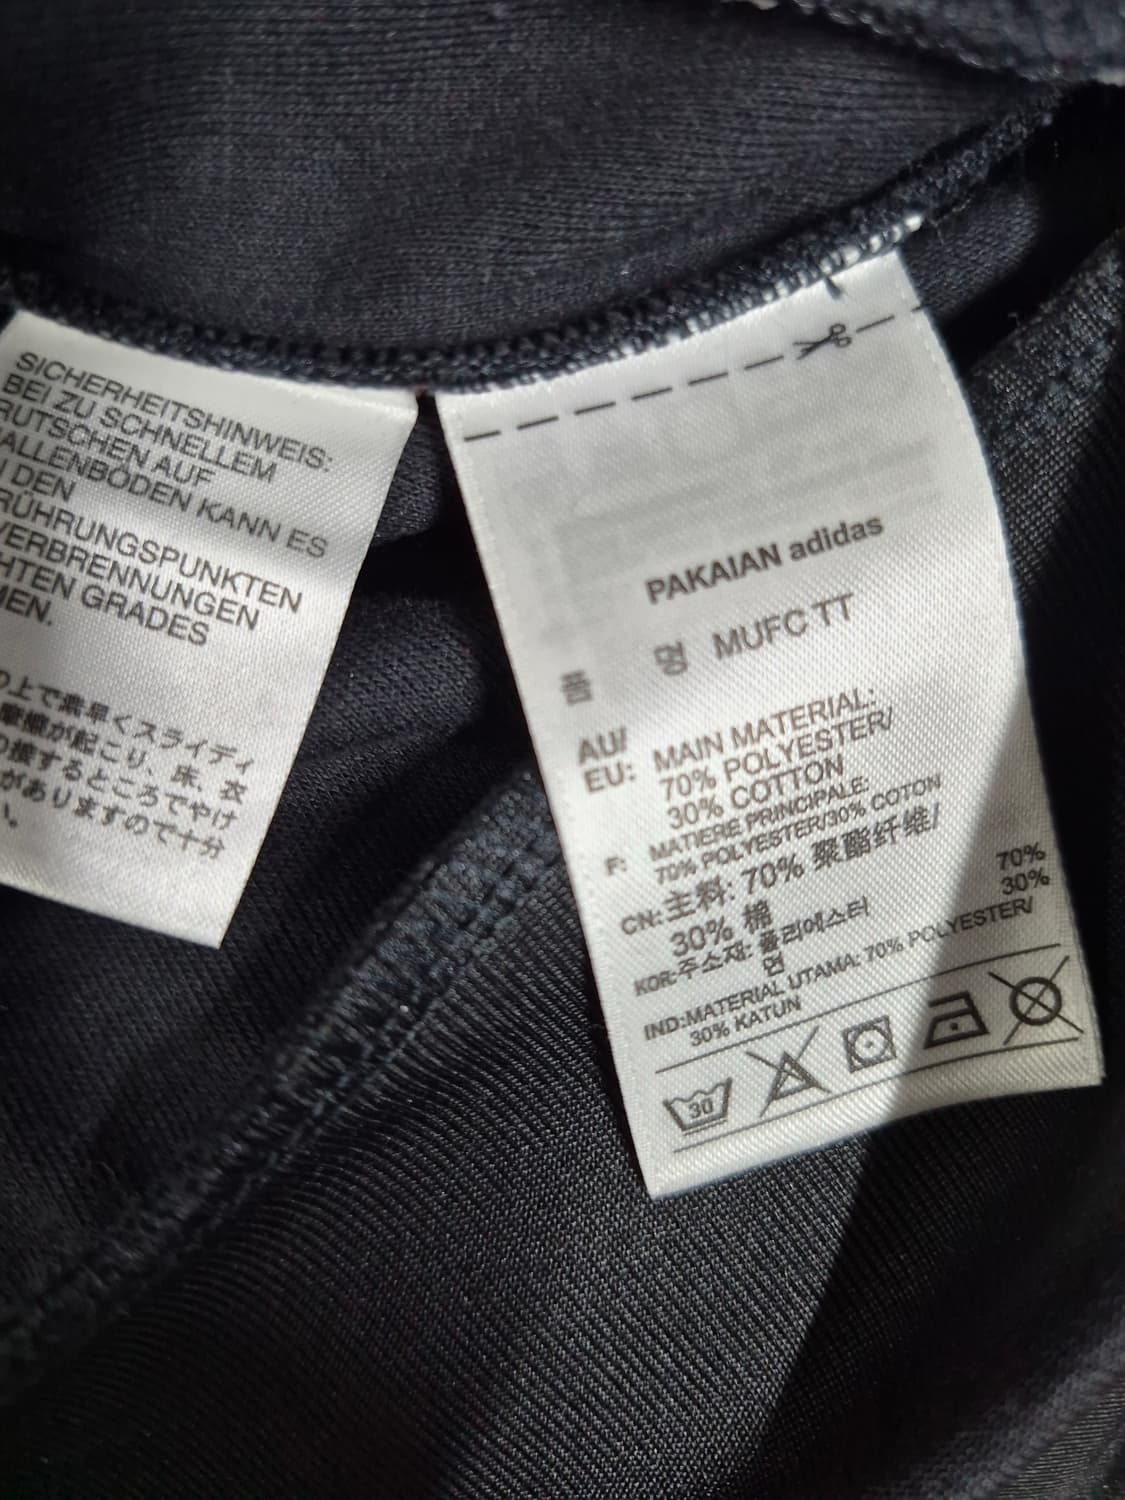 SICHERHEITSHINWEIS:
BEI ZU SCHNELLEM
RUTSCHEN AUF
ALLENBÖDEN KANN ES
DEN
RÜHRUNGSPUNKTEN
VERBRENNUNGEN
HTEN GRADES
MEN.
の上で素早くスライディ
摩擦が起こり、床、衣
の接するところでやけ
がありますので十分
い。
PAKAIAN adidas
품 명 MUFC TT
AU/ EU: MAIN MATERIAL:
70% POLYESTER/
30% COTTON
F: MATIERE PRINCIPALE:
70% POLYESTER/30% COTON
CN: 主料: 70% 聚酯纤维/
30% 棉
KOR: 주소재: 폴리에스터 70%
면 30%
IND:MATERIAL UTAMA: 70% POLYESTER/
30% KATUN
30